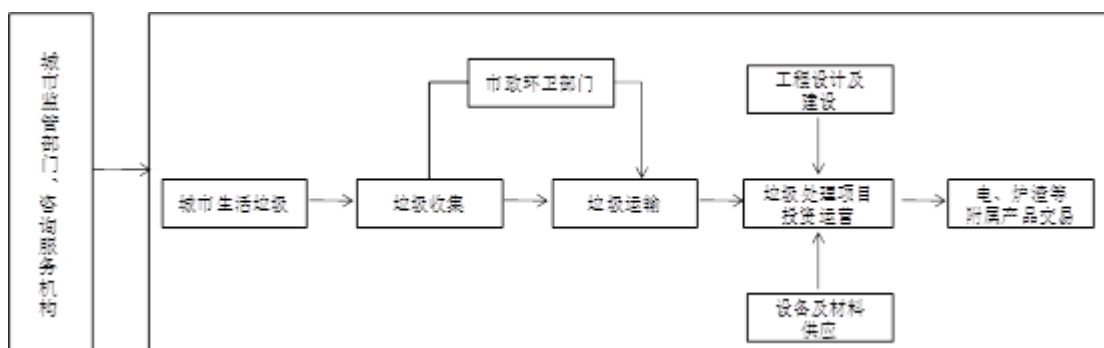 城市监管部门、咨询服务机构
市政环卫部门
工程设计及
建设
城市生活垃圾
垃圾收集
垃圾运输
垃圾处理项目
投资运营
电、炉渣等
附属产品交易
设备及材料
供应